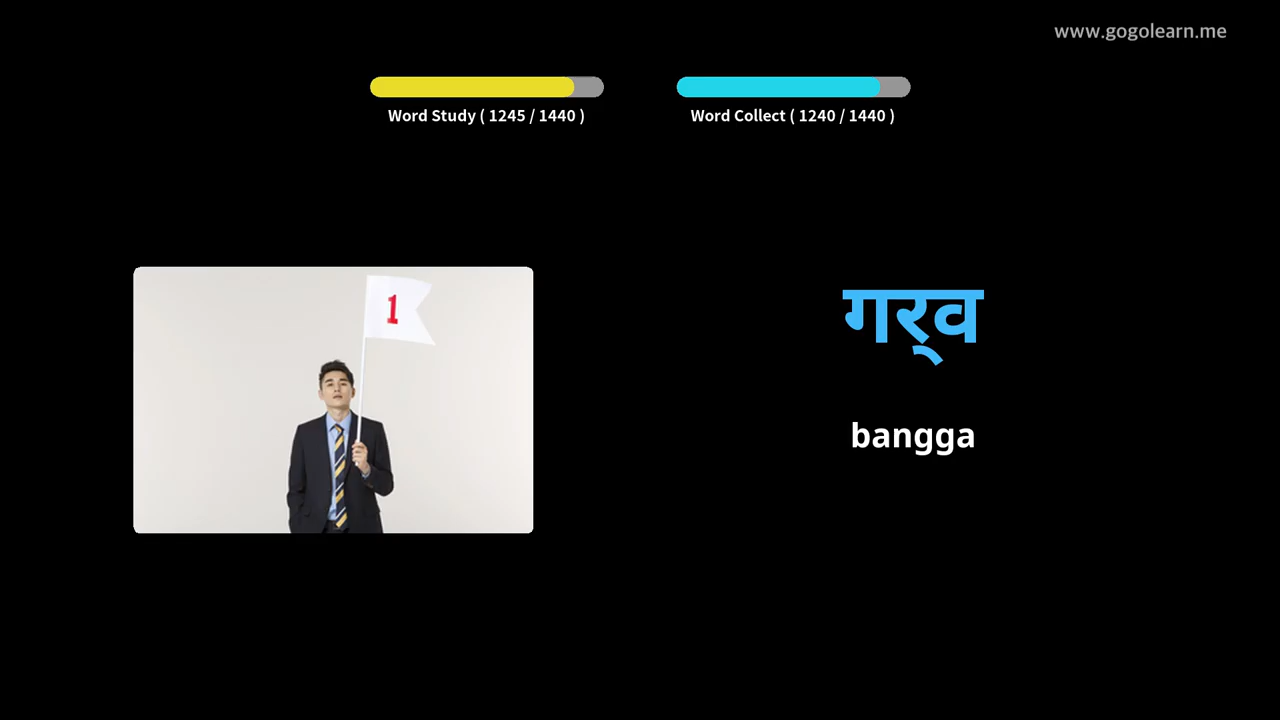 www.gogolearn.me
Word Study ( 1245 / 1440 )
Word Collect ( 1240 / 1440 )
1
गर्‌व
bangga